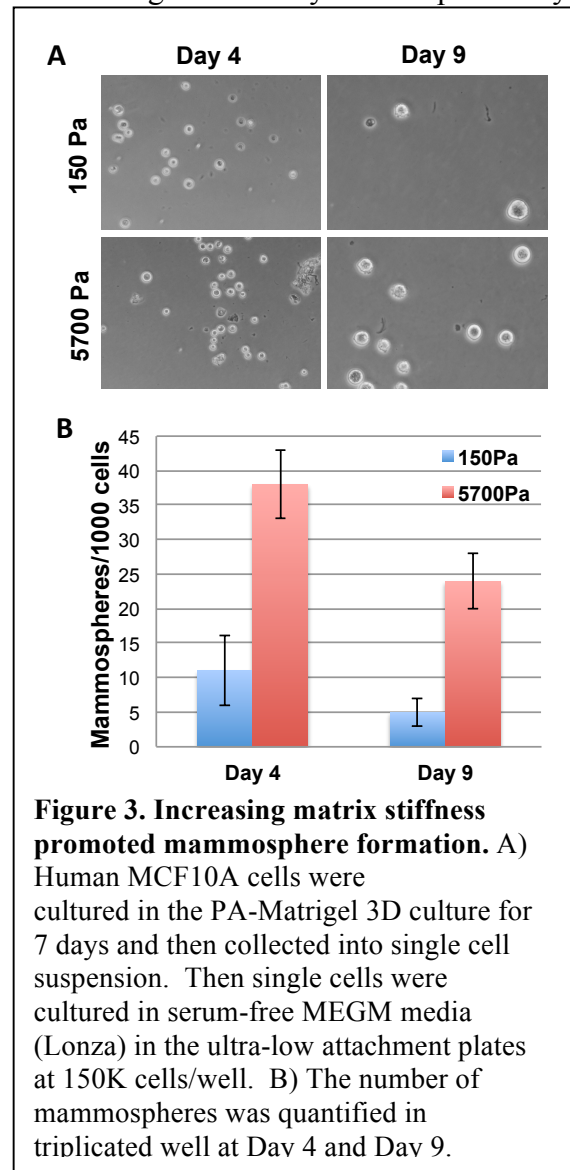 A
Day 4
Day 9
150 Pa
5700 Pa
B
Mammospheres/1000 cells
45
40
35
30
25
20
15
10
5
0
150Pa
5700Pa
Day 4
Day 9
Figure 3. Increasing matrix stiffness
promoted mammosphere formation. A)
Human MCF10A cells were
cultured in the PA-Matrigel 3D culture for
7 days and then collected into single cell
suspension. Then single cells were
cultured in serum-free MEGM media
(Lonza) in the ultra-low attachment plates
at 150K cells/well. B) The number of
mammospheres was quantified in
triplicated well at Day 4 and Day 9.